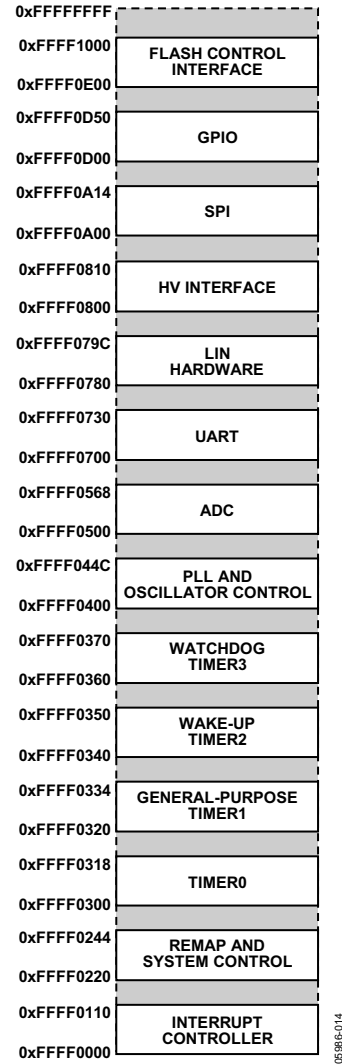 0xFFFFFFFF
0xFFFF1000
FLASH CONTROL
INTERFACE
0xFFFF0E00
0xFFFF0D50
GPIO
0xFFFF0D00
0xFFFF0A14
SPI
0xFFFF0A00
0xFFFF0810
HV INTERFACE
0xFFFF0800
0xFFFF079C
LIN
HARDWARE
0xFFFF0780
0xFFFF0730
UART
0xFFFF0700
0xFFFF0568
ADC
0xFFFF0500
0xFFFF044C
PLL AND
OSCILLATOR CONTROL
0xFFFF0400
0xFFFF0370
WATCHDOG
TIMER3
0xFFFF0360
0xFFFF0350
WAKE-UP
TIMER2
0xFFFF0340
0xFFFF0334
GENERAL-PURPOSE
TIMER1
0xFFFF0320
0xFFFF0318
TIMER0
0xFFFF0300
0xFFFF0244
REMAP AND
SYSTEM CONTROL
0xFFFF0220
0xFFFF0110
INTERRUPT
CONTROLLER
0xFFFF0000
05986-014